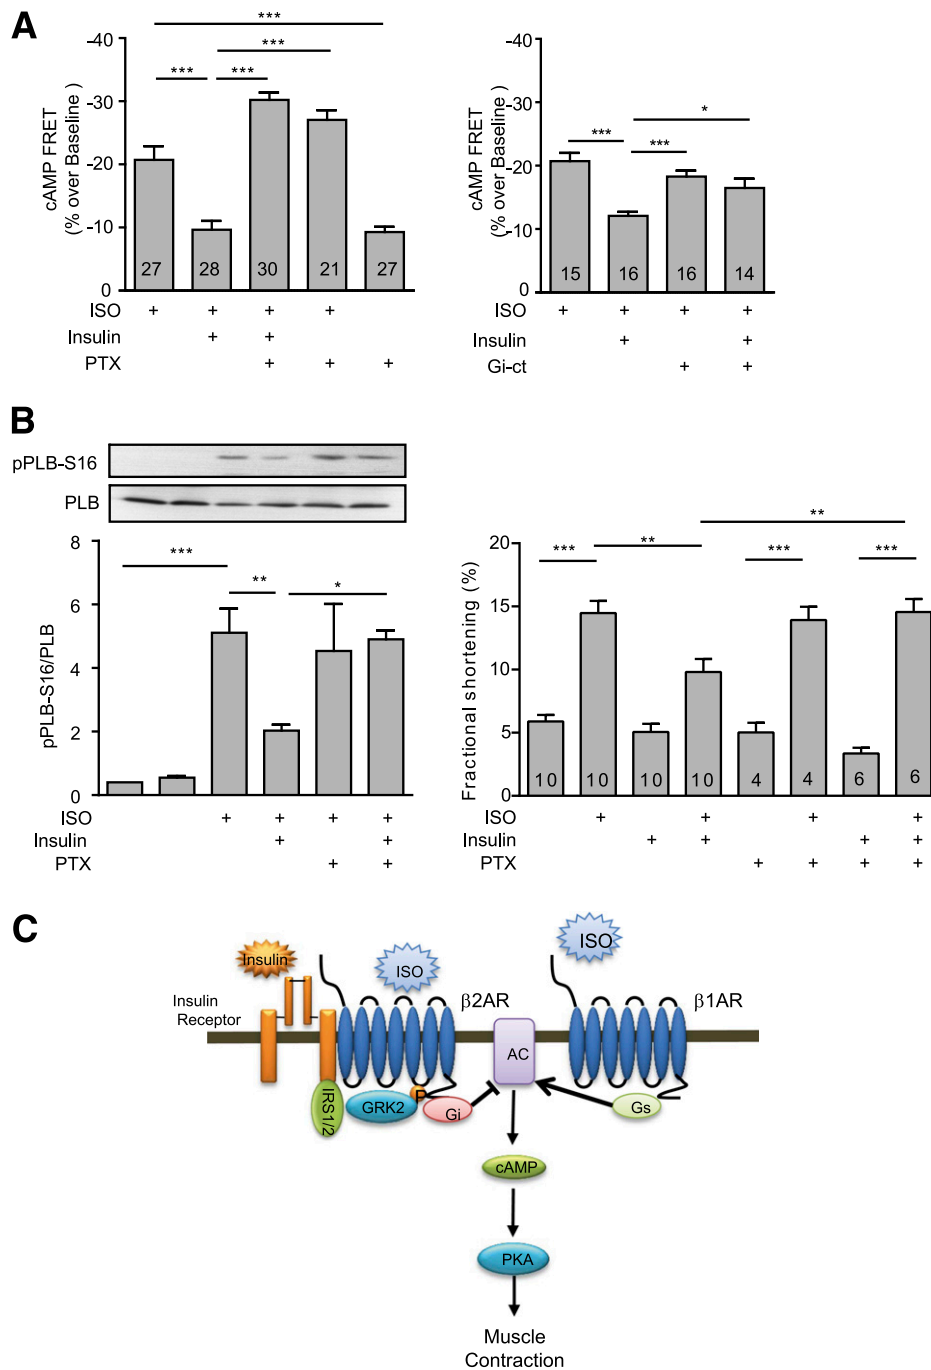 A
cAMP FRET
(% over Baseline )
-40
-30
-20
-10
0
***
***
***
***
27
28
30
21
27
ISO + + + +
Insulin + +
PTX + + +
cAMP FRET
(% over Baseline )
-40
-30
-20
-10
0
*
***
***
15
16
16
14
ISO + + + +
Insulin + +
Gi-ct + +
B
pPLB-S16
PLB
pPLB-S16/PLB
8
6
4
2
0
***
**
*
ISO + + + +
Insulin + +
PTX + +
Fractional shortening (%)
20
15
10
5
0
**
***
**
***
***
10
10
10
10
4
4
6
6
ISO + + + +
Insulin + + + +
PTX + + + +
C
Insulin
ISO
ISO
Insulin
Receptor
β2AR
β1AR
AC
IRS1/2
GRK2
P
Gi
Gs
cAMP
PKA
Muscle
Contraction